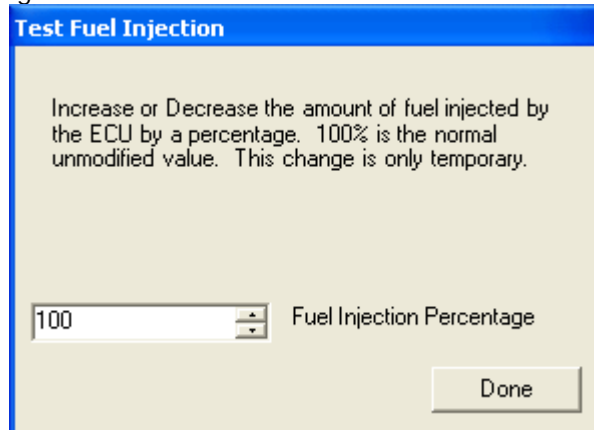 Test Fuel Injection
Increase or Decrease the amount of fuel injected by
the ECU by a percentage.  100% is the normal
unmodified value.  This change is only temporary.
100
Fuel Injection Percentage
Done